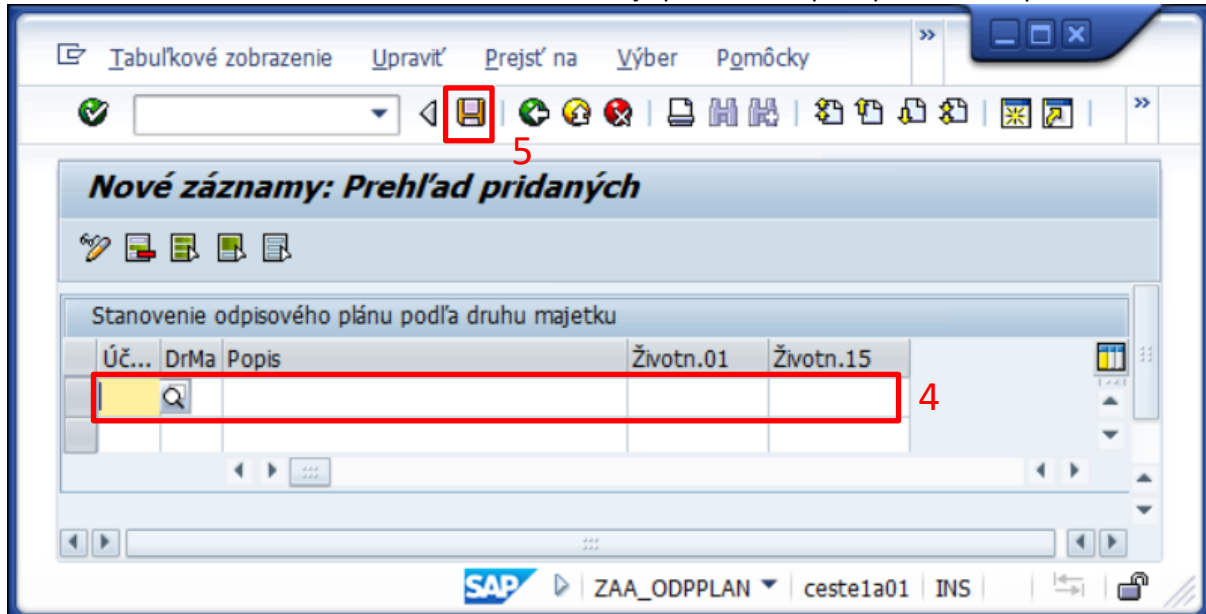 Tabuľkové zobrazenie Upraviť Prejsť na Výber Pomôcky »
»
5
Nové záznamy: Prehľad pridaných
Stanovenie odpisového plánu podľa druhu majetku
Úč... DrMa Popis Životn.01 Životn.15
4
SAP ZAA_ODPPLAN ceste1a01 INS